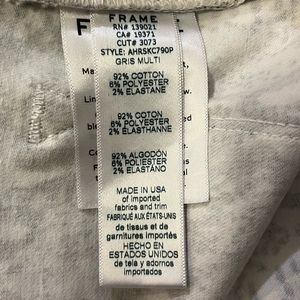 FRAME
RN# 139021
CA# 19371
CUT# 3073
STYLE: AHRSKC790P
GRIS MULTI
92% COTTON
6% POLYESTER
2% ELASTANE
92% COTON
6% POLYESTER
2% ÉLASTHANNE
92% ALGODÓN
6% POLIÉSTER
2% ELASTANO
MADE IN USA
of imported
fabrics and trim
FABRIQUÉ AUX ÉTATS-UNIS
de tissus et de
garnitures importés
HECHO EN
ESTADOS UNIDOS
de tela y adornos
importados